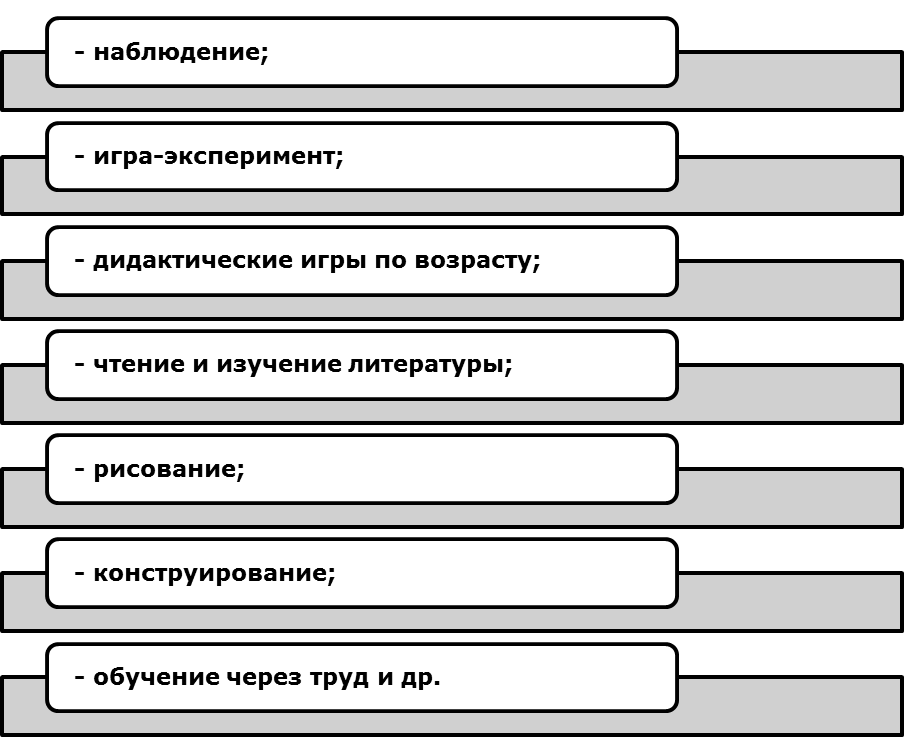 - наблюдение;
- игра-эксперимент;
- дидактические игры по возрасту;
- чтение и изучение литературы;
- рисование;
- конструирование;
- обучение через труд и др.